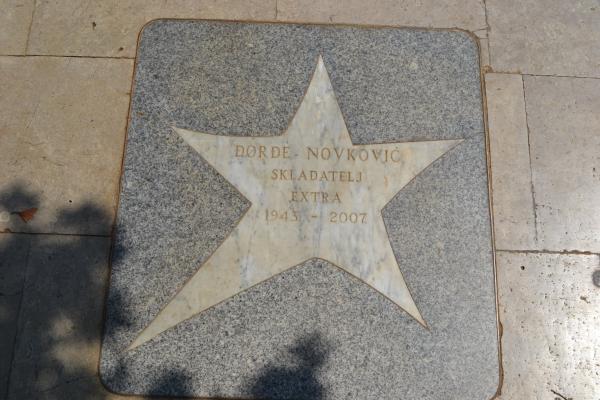 ĐORĐE NOVKOVIĆ
SKLADATELJ
EXTRA
1943 - 2007